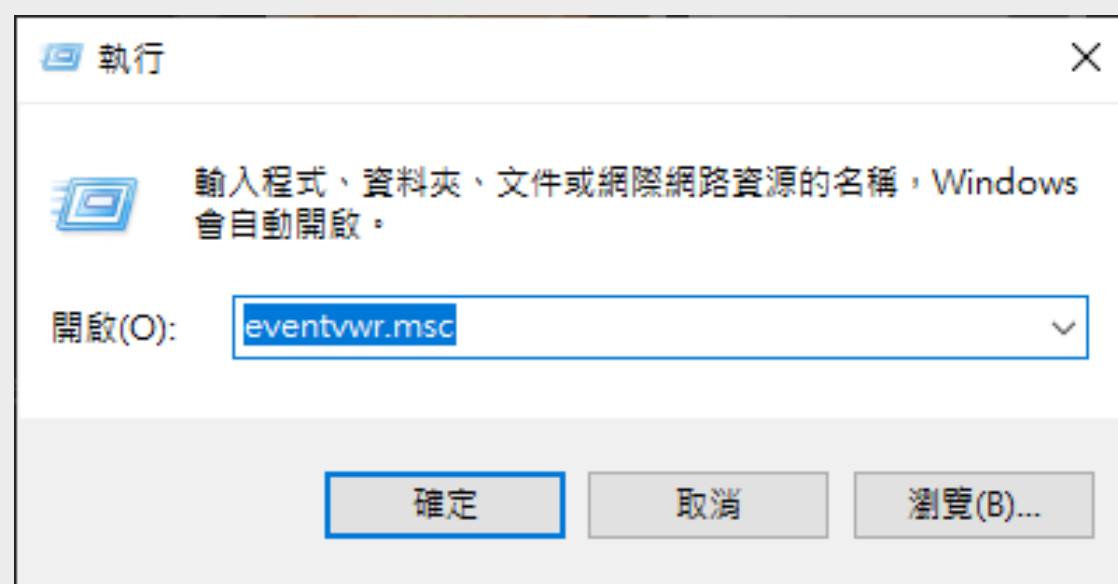 執行
輸入程式、資料夾、文件或網際網路資源的名稱，Windows
會自動開啟。
開啟(O):
eventvwr.msc
確定
取消
瀏覽(B)...